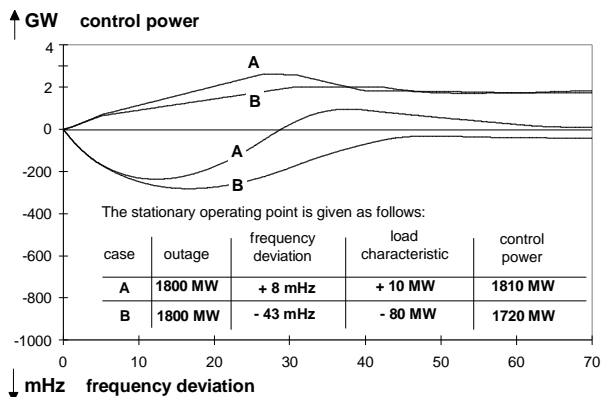 GW control power
4
2
0
-200
-400
-600
-800
-1000
A
B
A
B
The stationary operating point is given as follows:
case outage frequency deviation load characteristic control power
A 1800 MW + 8 mHz + 10 MW 1810 MW
B 1800 MW - 43 mHz - 80 MW 1720 MW
0 10 20 30 40 50 60 70
mHz frequency deviation